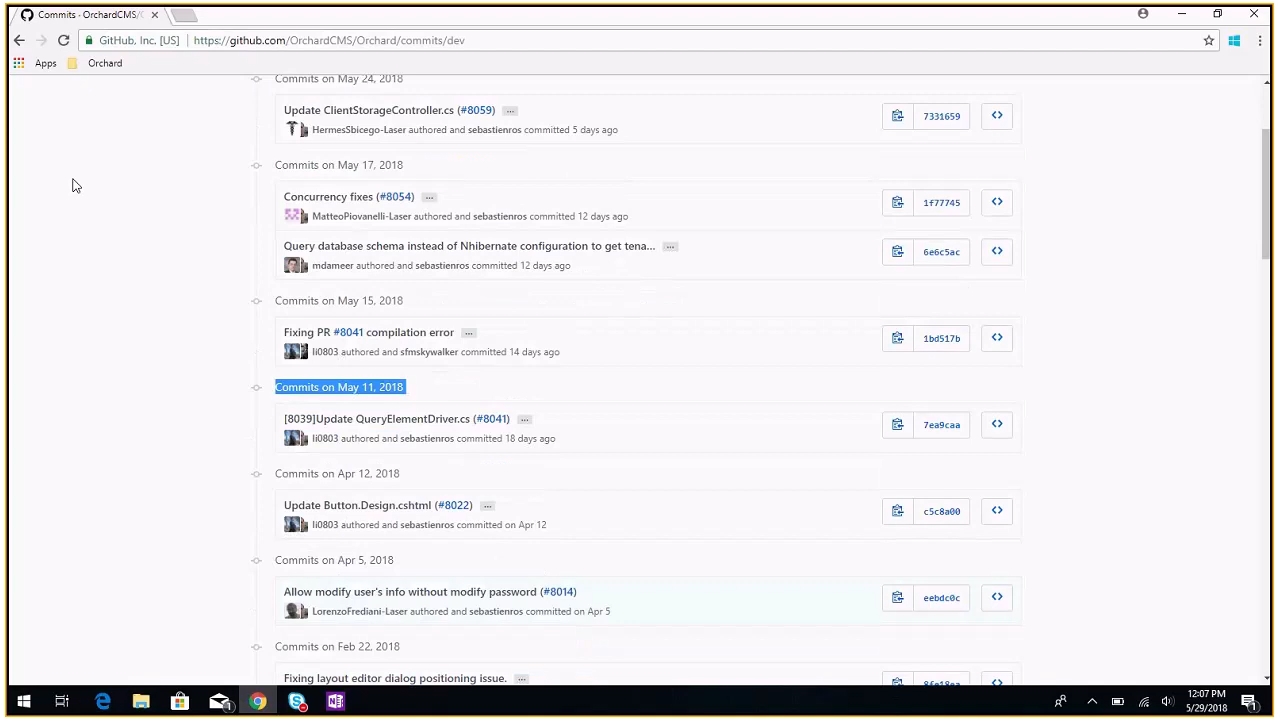 Commits · OrchardCMS/O
GitHub, Inc. [US]
https://github.com/OrchardCMS/Orchard/commits/dev
Apps
Orchard
Commits on May 24, 2018
Update ClientStorageController.cs (#8059) ...
7331659
HermesSbicego-Laser authored and sebastienros committed 5 days ago
Commits on May 17, 2018
Concurrency fixes (#8054) ...
1f77745
MatteoPiovanelli-Laser authored and sebastienros committed 12 days ago
Query database schema instead of Nhibernate configuration to get tena... ...
6e6c5ac
mdameer authored and sebastienros committed 12 days ago
Commits on May 15, 2018
Fixing PR #8041 compilation error ...
1bd517b
li0803 authored and sfmskywalker committed 14 days ago
Commits on May 11, 2018
[8039]Update QueryElementDriver.cs (#8041) ...
7ea9caa
li0803 authored and sebastienros committed 18 days ago
Commits on Apr 12, 2018
Update Button.Design.cshtml (#8022) ...
c5c8a00
li0803 authored and sebastienros committed on Apr 12
Commits on Apr 5, 2018
Allow modify user's info without modify password (#8014)
eebdc0c
LorenzoFrediani-Laser authored and sebastienros committed on Apr 5
Commits on Feb 22, 2018
Fixing layout editor dialog positioning issue. ...
12:07 PM
5/29/2018